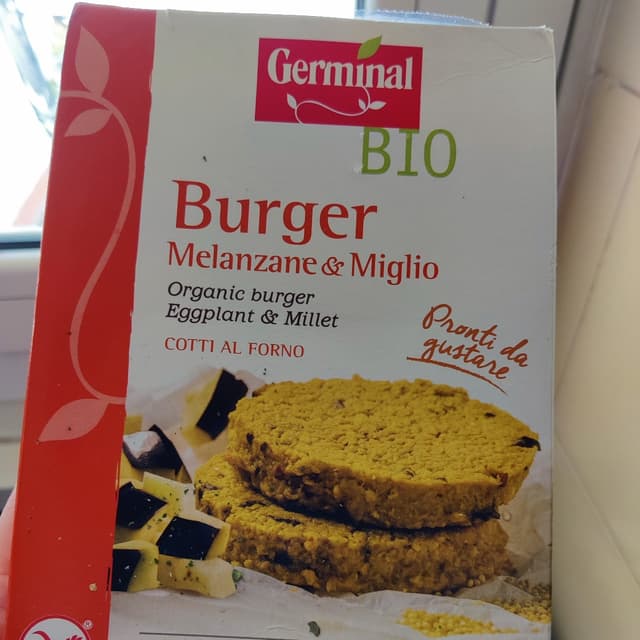 Germinal
BIO
Burger
Melanzane & Miglio
Organic burger
Eggplant & Millet
COTTI AL FORNO
Pronti da
gustare
®